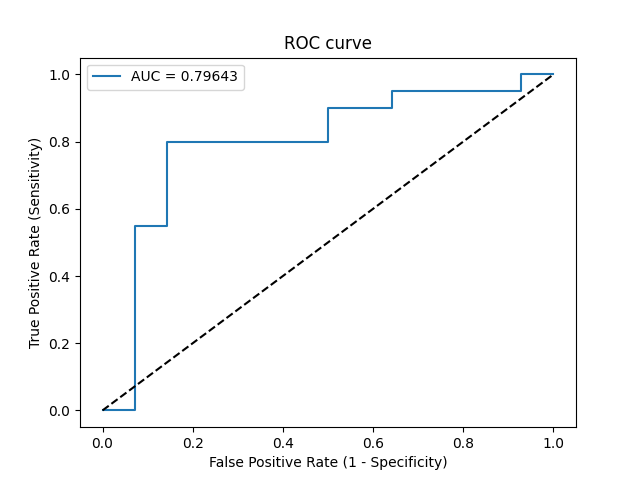 ROC curve
AUC = 0.79643
1.0
0.8
0.6
0.4
0.2
0.0
True Positive Rate (Sensitivity)
0.0 0.2 0.4 0.6 0.8 1.0
False Positive Rate (1 - Specificity)